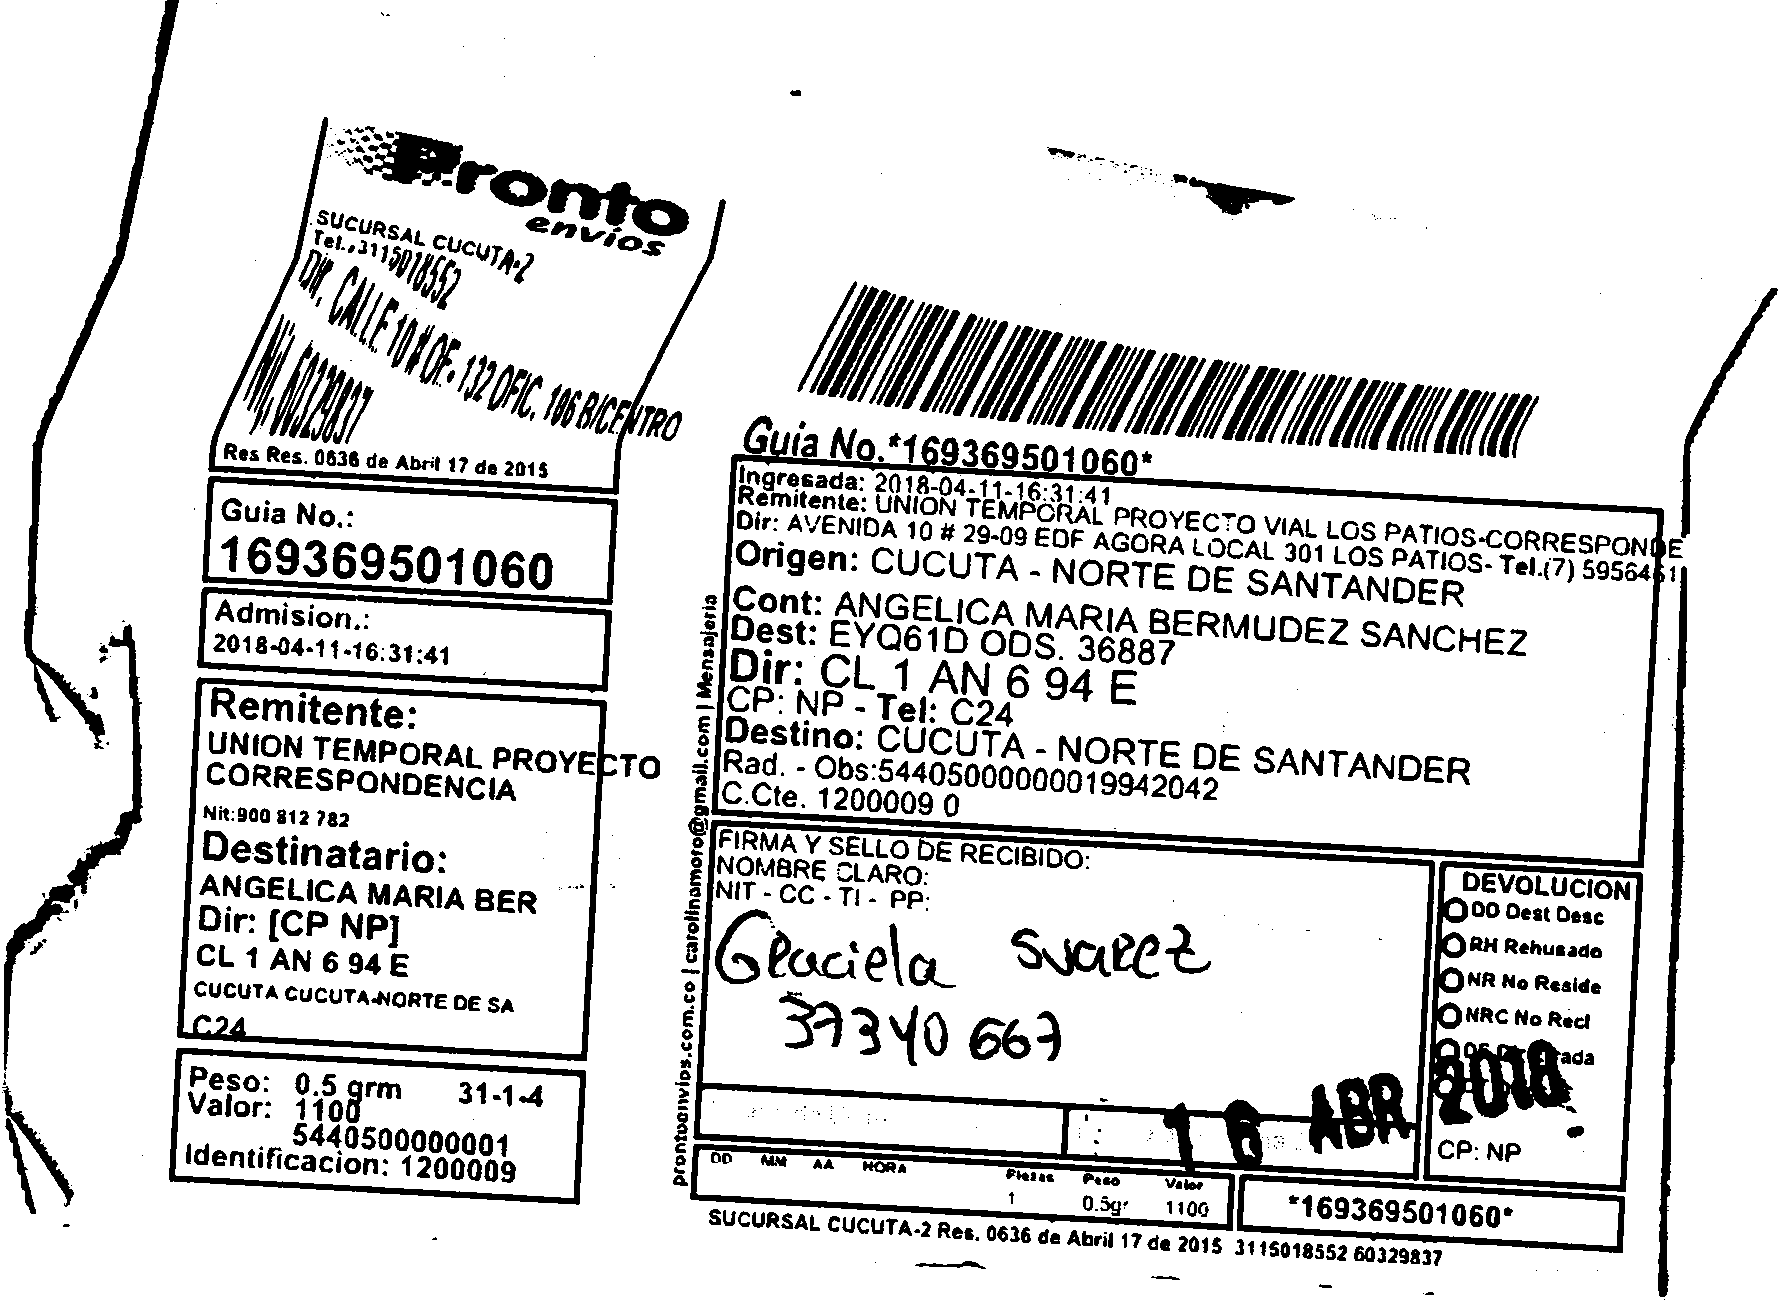 Pronto
envios
SUCURSAL CUCUTA-2
Tel.,3115018552
Dir. CALLE 10 # OF. 132 OFIC. 106 B/CENTRO
Nit. 60329837
Res Res. 0636 de Abril 17 de 2015
Guia No.:
169369501060
Admision.:
2018-04-11-16:31:41
Remitente:
UNION TEMPORAL PROYECTO
CORRESPONDENCIA
Nit:900 812 782
Destinatario:
ANGELICA MARIA BER
Dir: [CP NP]
CL 1 AN 6 94 E
CUCUTA CUCUTA-NORTE DE SA
C24
Peso: 0.5 grm 31-1-4
Valor: 1100
5440500000001
Identificacion: 1200009
prontoenvios.com.co | carolinamoro@gmail.com | Mensajeria
Guia No.*169369501060*
Ingresada: 2018-04-11-16:31:41
Remitente: UNION TEMPORAL PROYECTO VIAL LOS PATIOS-CORRESPONDE
Dir: AVENIDA 10 # 29-09 EDF AGORA LOCAL 301 LOS PATIOS- Tel.(7) 5956461
Origen: CUCUTA - NORTE DE SANTANDER
Cont: ANGELICA MARIA BERMUDEZ SANCHEZ
Dest: EYQ61D ODS. 36887
Dir: CL 1 AN 6 94 E
CP: NP - Tel: C24
Destino: CUCUTA - NORTE DE SANTANDER
Rad. - Obs:54405000000019942042
C.Cte. 1200009 0
FIRMA Y SELLO DE RECIBIDO:
NOMBRE CLARO:
NIT - CC - TI - PP:
Graciela Suarez
37340667
DEVOLUCION
DD Dest Desc
RH Rehusado
NR No Reside
NRC No Recl
16 ABR 2018
CP: NP
DD MM AA HORA
Piezas Peso Valor
1 0.5gr 1100
*169369501060*
SUCURSAL CUCUTA-2 Res. 0636 de Abril 17 de 2015 3115018552 60329837